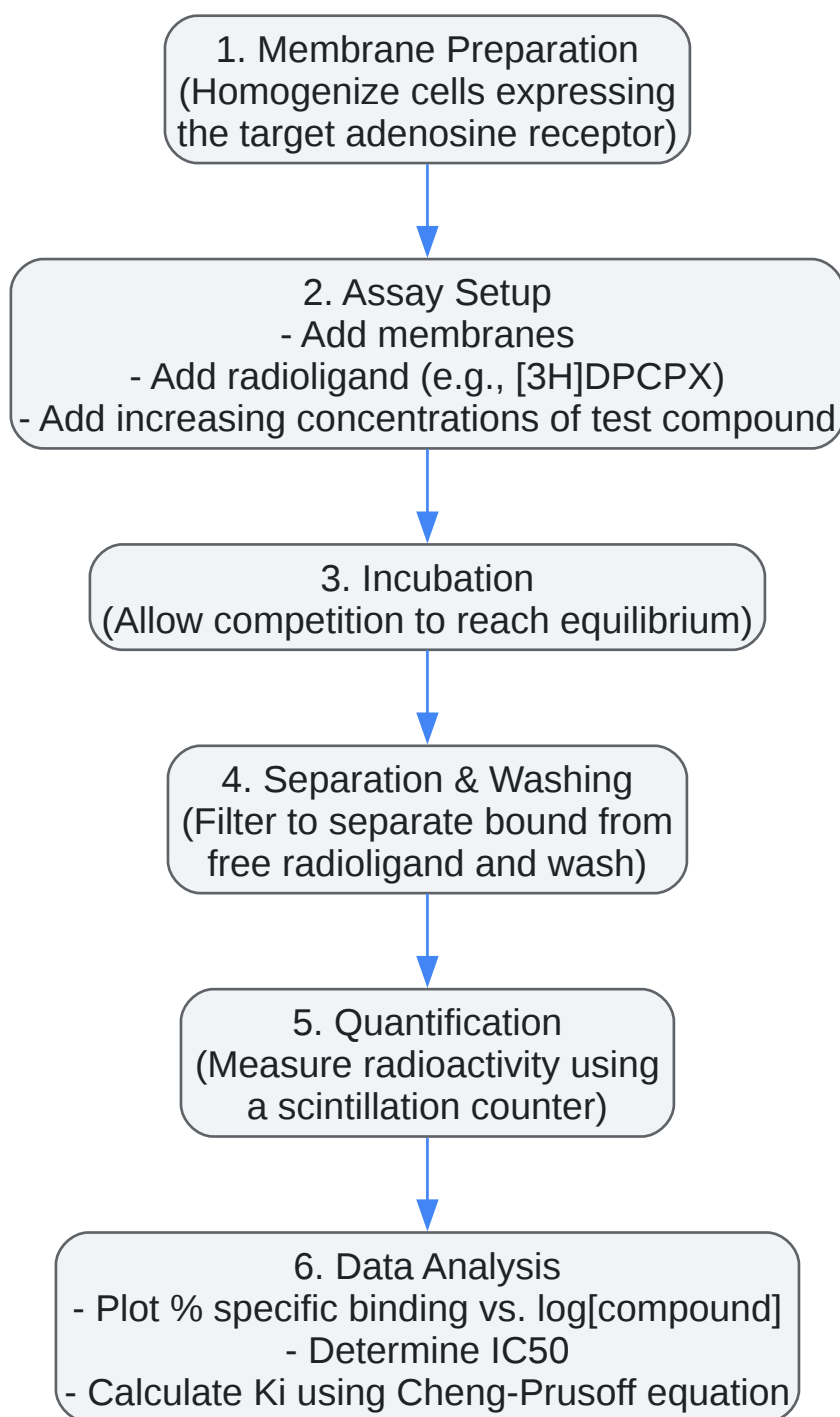 1. Membrane Preparation
(Homogenize cells expressing
the target adenosine receptor)
2. Assay Setup
- Add membranes
- Add radioligand (e.g., [3H]DPCPX)
- Add increasing concentrations of test compound
3. Incubation
(Allow competition to reach equilibrium)
4. Separation & Washing
(Filter to separate bound from
free radioligand and wash)
5. Quantification
(Measure radioactivity using
a scintillation counter)
6. Data Analysis
- Plot % specific binding vs. log[compound]
- Determine IC50
- Calculate Ki using Cheng-Prusoff equation